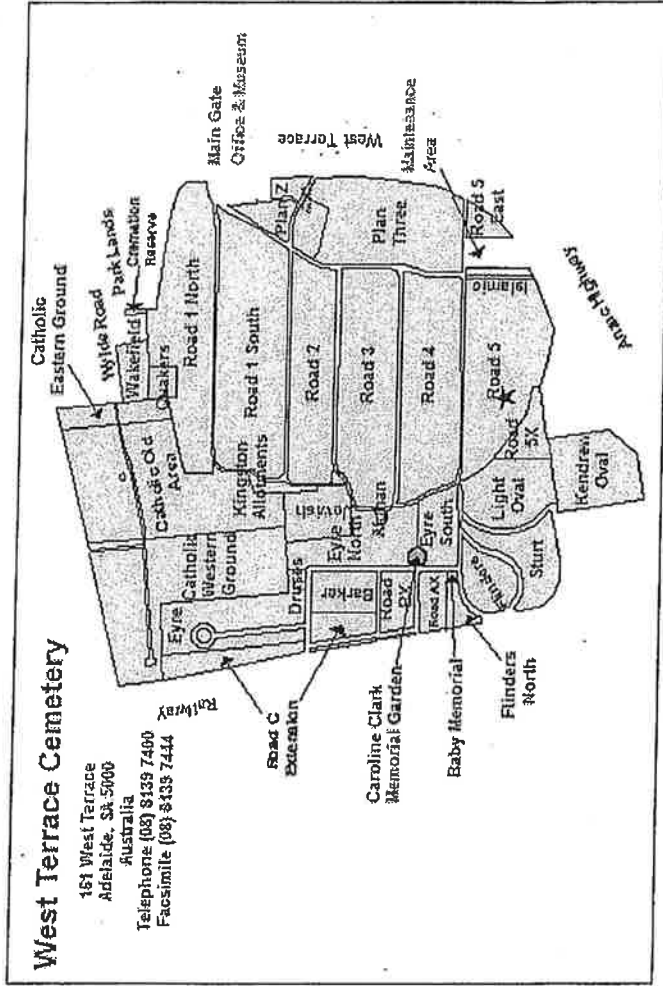 West Terrace Cemetery
161 West Terrace
Adelaide. SA 5000
Australia
Telephone (08) 8139 7400
Facsimile (08) 8139 7444
Catholic
Eastern Ground
Wylde Road
Park Lands
Wakefield
Cremation
Reserve
Quakers
Main Gate
Office & Museum
West Terrace
Maintenance
Area
Road 1 North
Road 1 South
Plan Z
Road 2
Road 3
Plan
Three
Road 4
Road 5
Road 5
East
Islamic
Anzac Highway
Catholic Old
Area
Catholic
Western
Ground
Kingston
Allotments
Jewish
Eyre
North
Eyre
Druses
Barker
Road
Road AX
Eyre
South
Road
5X
Light
Oval
Kendrew
Oval
Sturt
Flinders
Railway
Road C
Extension
Caroline Clark
Memorial Garden
Baby Memorial
Flinders
North